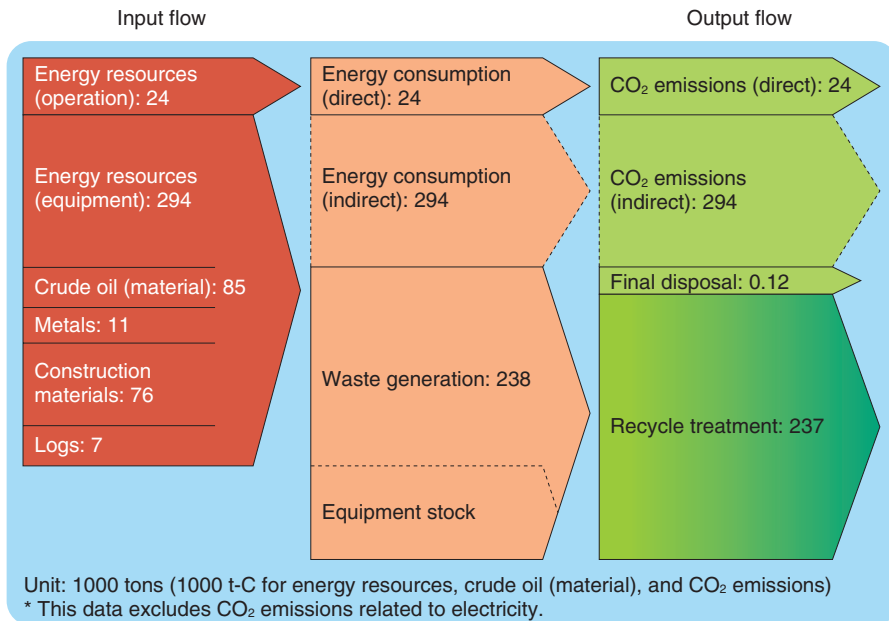 Input flow
Output flow
Energy resources
(operation): 24
Energy consumption
(direct): 24
CO₂ emissions (direct): 24
Energy resources
(equipment): 294
Energy consumption
(indirect): 294
CO₂ emissions
(indirect): 294
Crude oil (material): 85
Final disposal: 0.12
Metals: 11
Construction
materials: 76
Waste generation: 238
Recycle treatment: 237
Logs: 7
Equipment stock
Unit: 1000 tons (1000 t-C for energy resources, crude oil (material), and CO₂ emissions)
* This data excludes CO₂ emissions related to electricity.